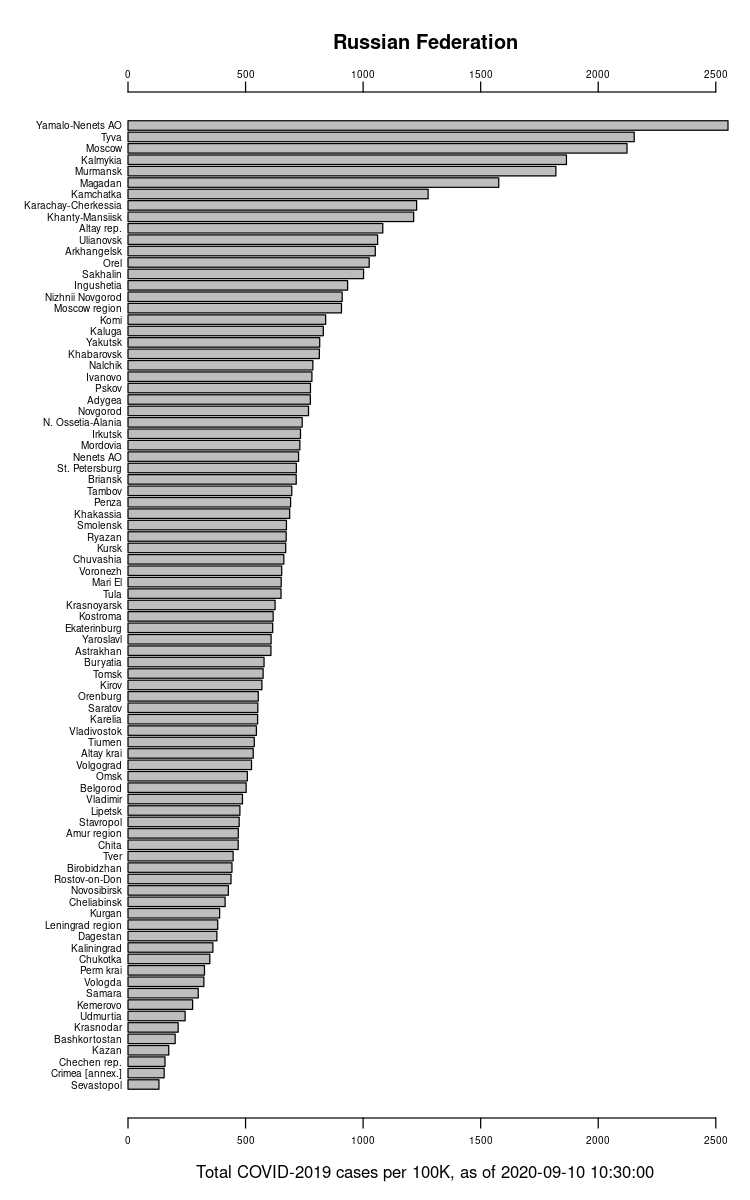 Russian Federation
0 500 1000 1500 2000 2500
Yamalo-Nenets AO
Tyva
Moscow
Kalmykia
Murmansk
Magadan
Kamchatka
Karachay-Cherkessia
Khanty-Mansiisk
Altay rep.
Ulianovsk
Arkhangelsk
Orel
Sakhalin
Ingushetia
Nizhnii Novgorod
Moscow region
Komi
Kaluga
Yakutsk
Khabarovsk
Nalchik
Ivanovo
Pskov
Adygea
Novgorod
N. Ossetia-Alania
Irkutsk
Mordovia
Nenets AO
St. Petersburg
Briansk
Tambov
Penza
Khakassia
Smolensk
Ryazan
Kursk
Chuvashia
Voronezh
Mari El
Tula
Krasnoyarsk
Kostroma
Ekaterinburg
Yaroslavl
Astrakhan
Buryatia
Tomsk
Kirov
Orenburg
Saratov
Karelia
Vladivostok
Tiumen
Altay krai
Volgograd
Omsk
Belgorod
Vladimir
Lipetsk
Stavropol
Amur region
Chita
Tver
Birobidzhan
Rostov-on-Don
Novosibirsk
Cheliabinsk
Kurgan
Leningrad region
Dagestan
Kaliningrad
Chukotka
Perm krai
Vologda
Samara
Kemerovo
Udmurtia
Krasnodar
Bashkortostan
Kazan
Chechen rep.
Crimea [annex.]
Sevastopol
0 500 1000 1500 2000 2500
Total COVID-2019 cases per 100K, as of 2020-09-10 10:30:00